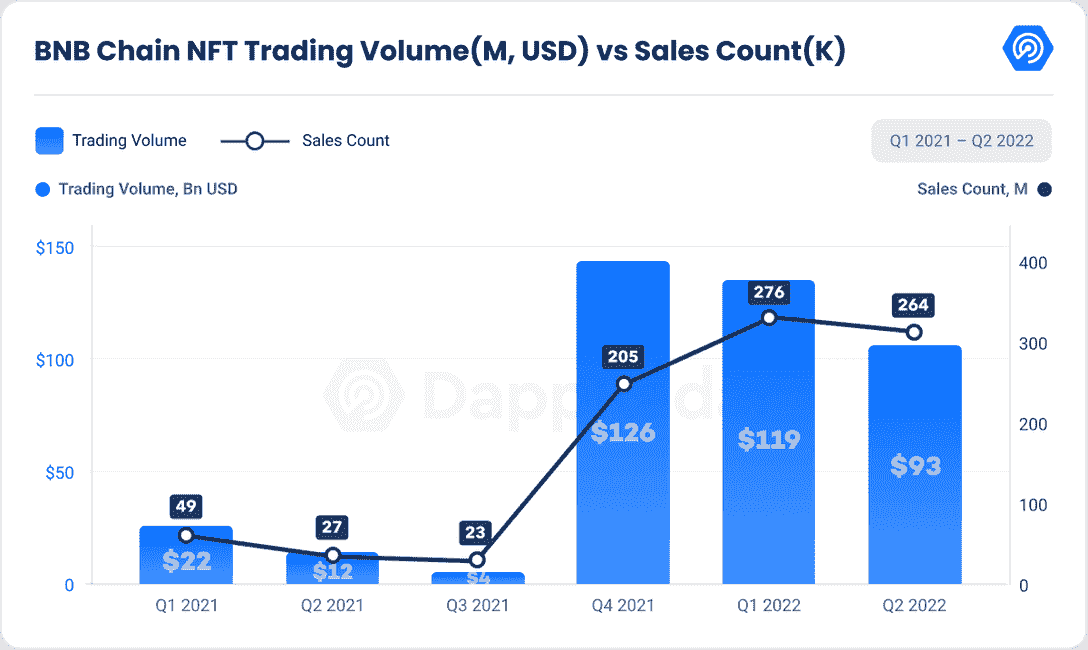 BNB Chain NFT Trading Volume(M, USD) vs Sales Count(K)
Trading Volume
Sales Count
Q1 2021 – Q2 2022
Trading Volume, Bn USD
Sales Count, M
$150
$100
$50
0
400
300
200
100
0
49
27
23
205
276
264
$22
$12
$4
$126
$119
$93
Q1 2021
Q2 2021
Q3 2021
Q4 2021
Q1 2022
Q2 2022